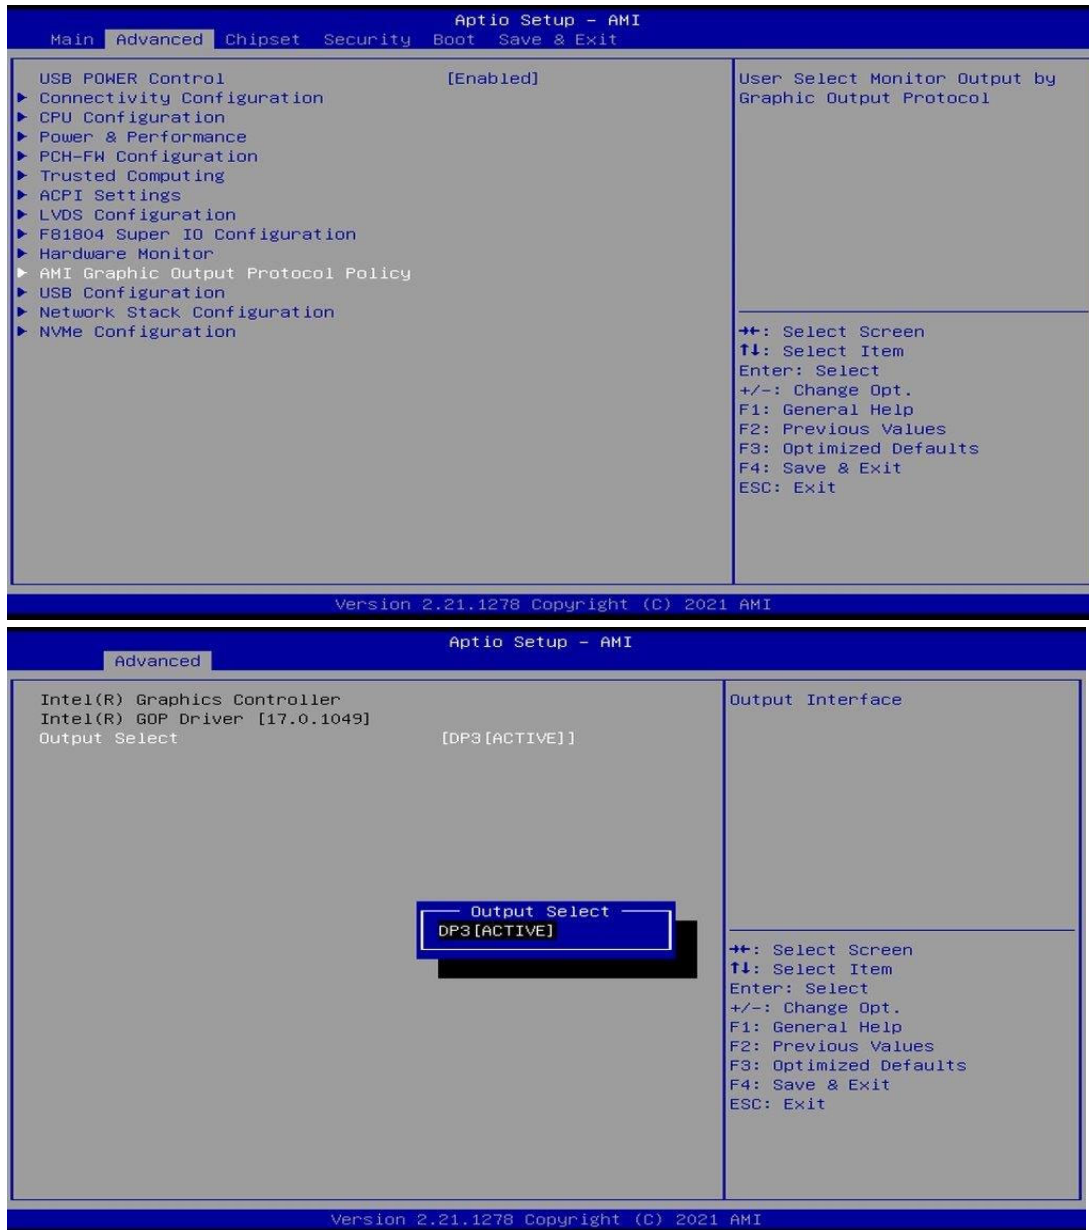 Aptio Setup – AMI
Main Advanced Chipset Security Boot Save & Exit
USB POWER Control [Enabled]
▶ Connectivity Configuration
▶ CPU Configuration
▶ Power & Performance
▶ PCH-FW Configuration
▶ Trusted Computing
▶ ACPI Settings
▶ LVDS Configuration
▶ F81804 Super IO Configuration
▶ Hardware Monitor
▶ AMI Graphic Output Protocol Policy
▶ USB Configuration
▶ Network Stack Configuration
▶ NVMe Configuration
User Select Monitor Output by
Graphic Output Protocol
→←: Select Screen
↑↓: Select Item
Enter: Select
+/-: Change Opt.
F1: General Help
F2: Previous Values
F3: Optimized Defaults
F4: Save & Exit
ESC: Exit
Version 2.21.1278 Copyright (C) 2021 AMI
Aptio Setup – AMI
Advanced
Intel(R) Graphics Controller
Intel(R) GOP Driver [17.0.1049]
Output Select [DP3[ACTIVE]]
Output Select
DP3[ACTIVE]
Output Interface
→←: Select Screen
↑↓: Select Item
Enter: Select
+/-: Change Opt.
F1: General Help
F2: Previous Values
F3: Optimized Defaults
F4: Save & Exit
ESC: Exit
Version 2.21.1278 Copyright (C) 2021 AMI